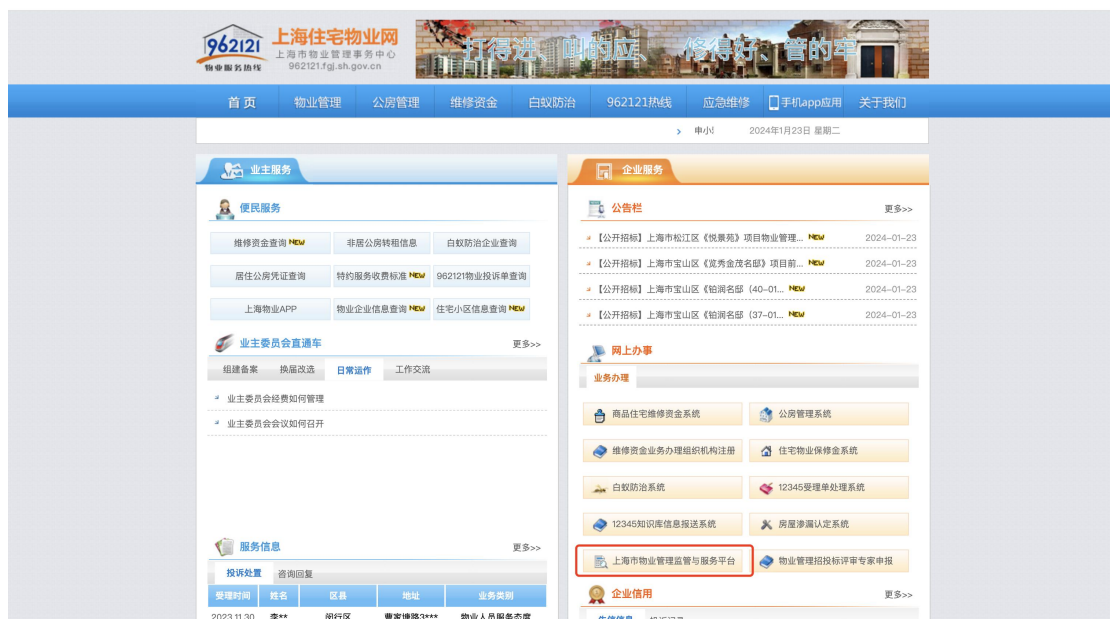 962121
物业服务热线
上海住宅物业网
上海市物业管理事务中心
962121.fgj.sh.gov.cn
打得进、叫的应、修得好、管的牢
首页 物业管理 公房管理 维修资金 白蚁防治 962121热线 应急维修 手机app应用 关于我们
申小! 2024年1月23日 星期二
业主服务
便民服务
维修资金查询 NEW 非居公房转租信息 白蚁防治企业查询
居住公房凭证查询 特约服务收费标准 NEW 962121物业投诉单查询
上海物业APP 物业企业信息查询 NEW 住宅小区信息查询 NEW
业主委员会直通车 更多>>
组建备案 换届改选 日常运作 工作交流
业主委员会经费如何管理
业主委员会会议如何召开
服务信息 更多>>
投诉处置 咨询回复
受理时间 姓名 区县 地址 业务类别
2023.11.30 李** 闵行区 曹家塘路3*** 物业人员服务态度
企业服务
公告栏 更多>>
【公开招标】上海市松江区《悦景苑》项目物业管理... NEW 2024-01-23
【公开招标】上海市宝山区《览秀金茂名邸》项目前... NEW 2024-01-23
【公开招标】上海市宝山区《铂润名邸（40-01... NEW 2024-01-23
【公开招标】上海市宝山区《铂润名邸（37-01... NEW 2024-01-23
网上办事
业务办理
商品住宅维修资金系统 公房管理系统
维修资金业务办理组织机构注册 住宅物业保修金系统
白蚁防治系统 12345受理单处理系统
12345知识库信息报送系统 房屋渗漏认定系统
上海市物业管理监管与服务平台 物业管理招投标评审专家申报
企业信用 更多>>